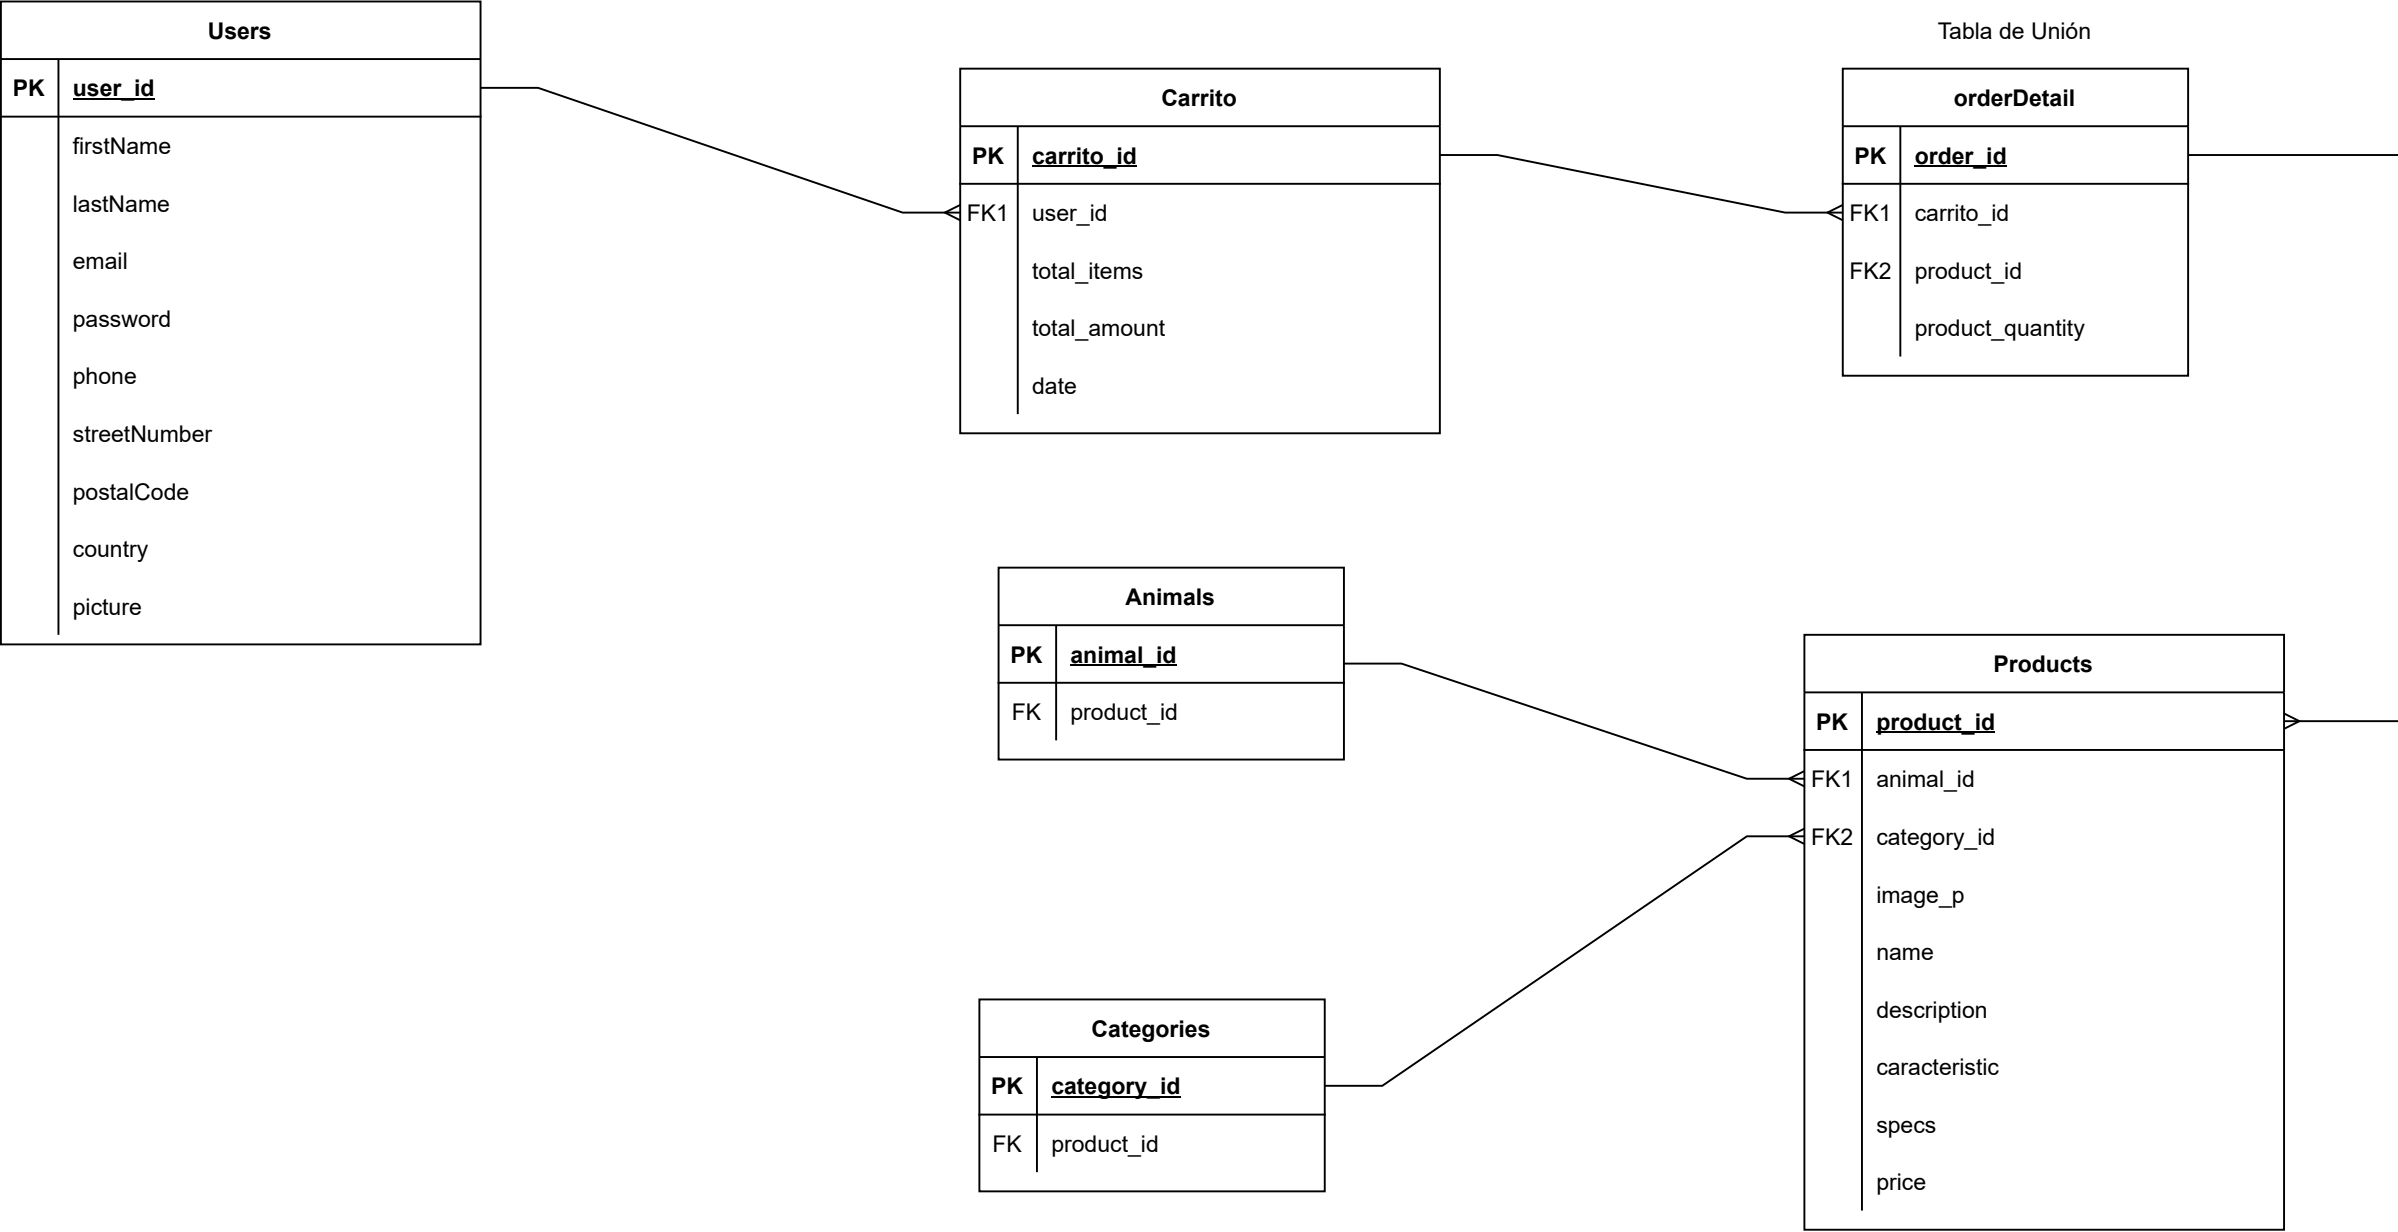 Users
PK user_id
firstName
lastName
email
password
phone
streetNumber
postalCode
country
picture
Carrito
PK carrito_id
FK1 user_id
total_items
total_amount
date
Tabla de Unión
orderDetail
PK order_id
FK1 carrito_id
FK2 product_id
product_quantity
Animals
PK animal_id
FK product_id
Categories
PK category_id
FK product_id
Products
PK product_id
FK1 animal_id
FK2 category_id
image_p
name
description
caracteristic
specs
price